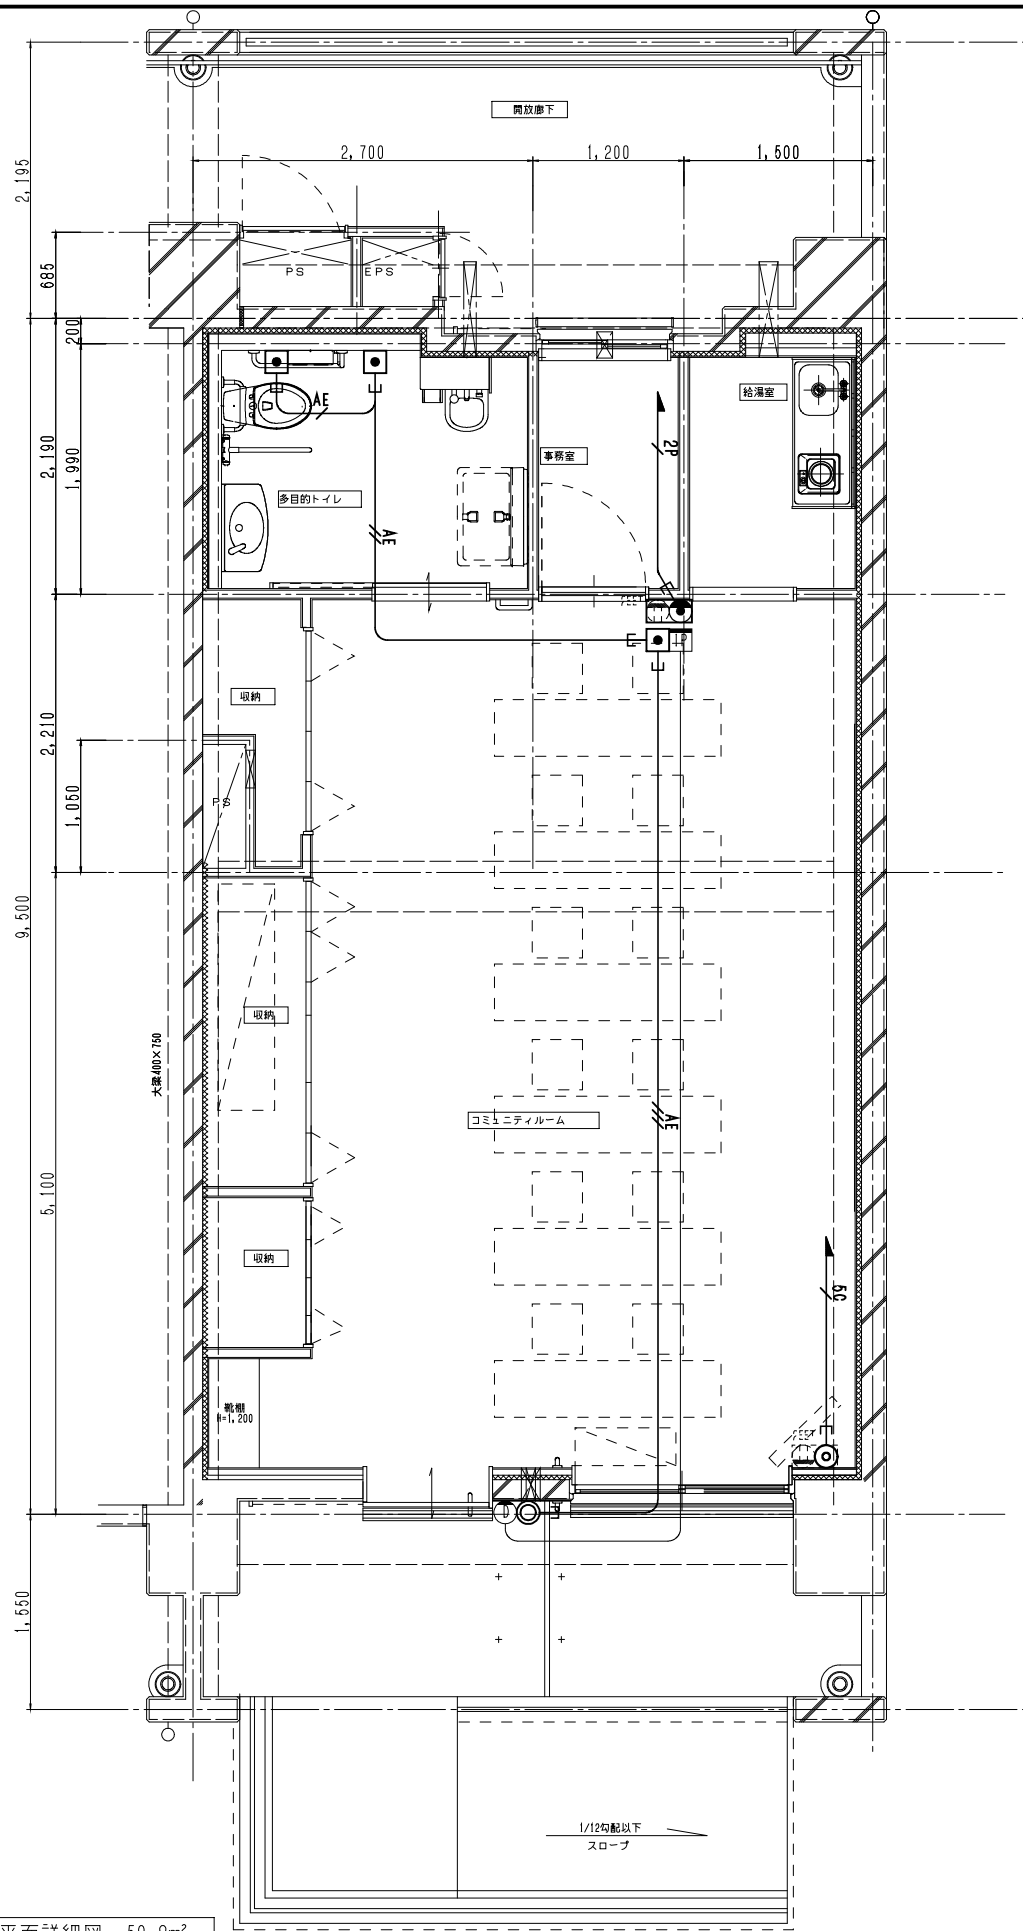 開放廊下
2,700
1,200
1,500
2,195
685
200
PS
EPS
給湯室
AE
2P
事務室
2,190
1,990
多目的トイレ
AE
収納
2,210
1,050
PS
9,500
収納
大梁400×750
コミュニティルーム
AE
5,100
収納
5C
靴棚
H=1,200
1,550
1/12勾配以下
スロープ